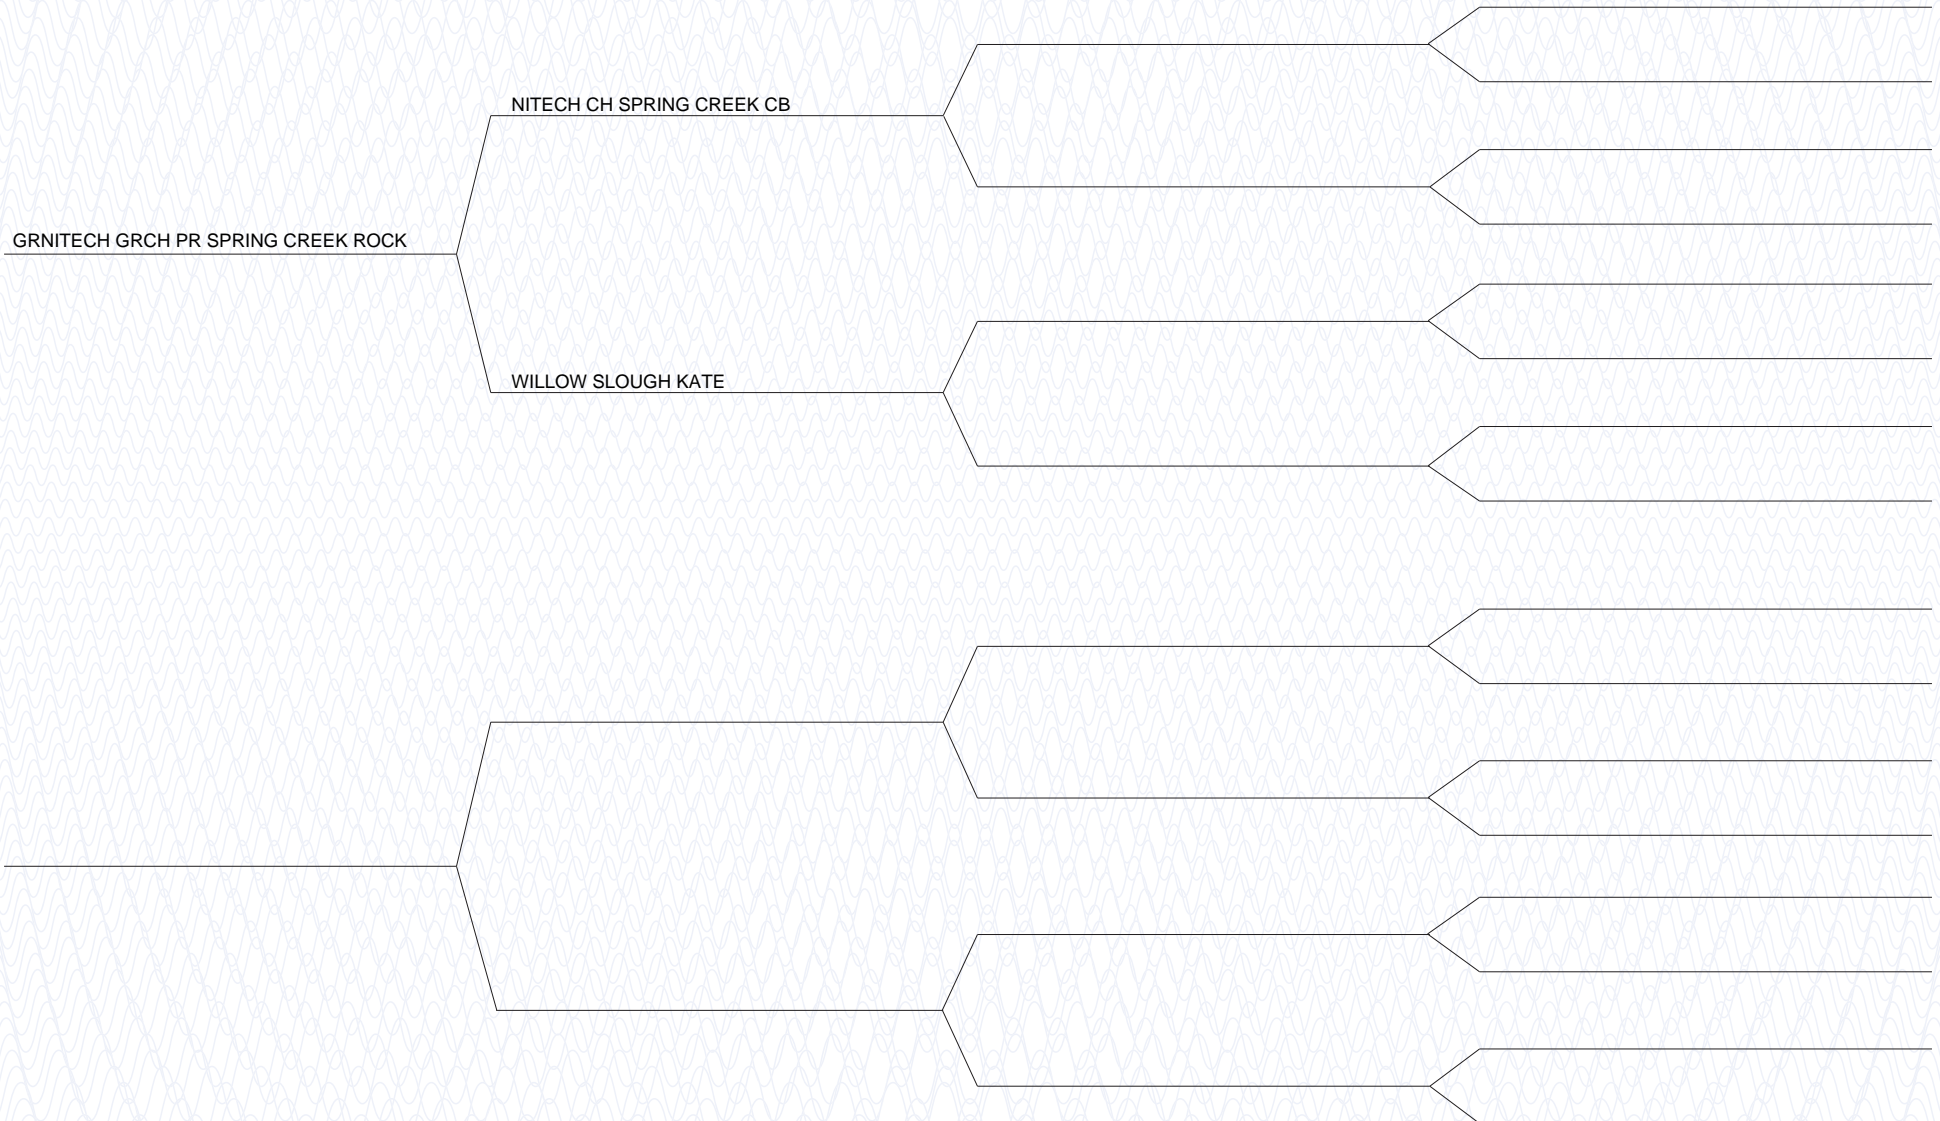 NITECH CH SPRING CREEK CB
GRNITECH GRCH PR SPRING CREEK ROCK
WILLOW SLOUGH KATE